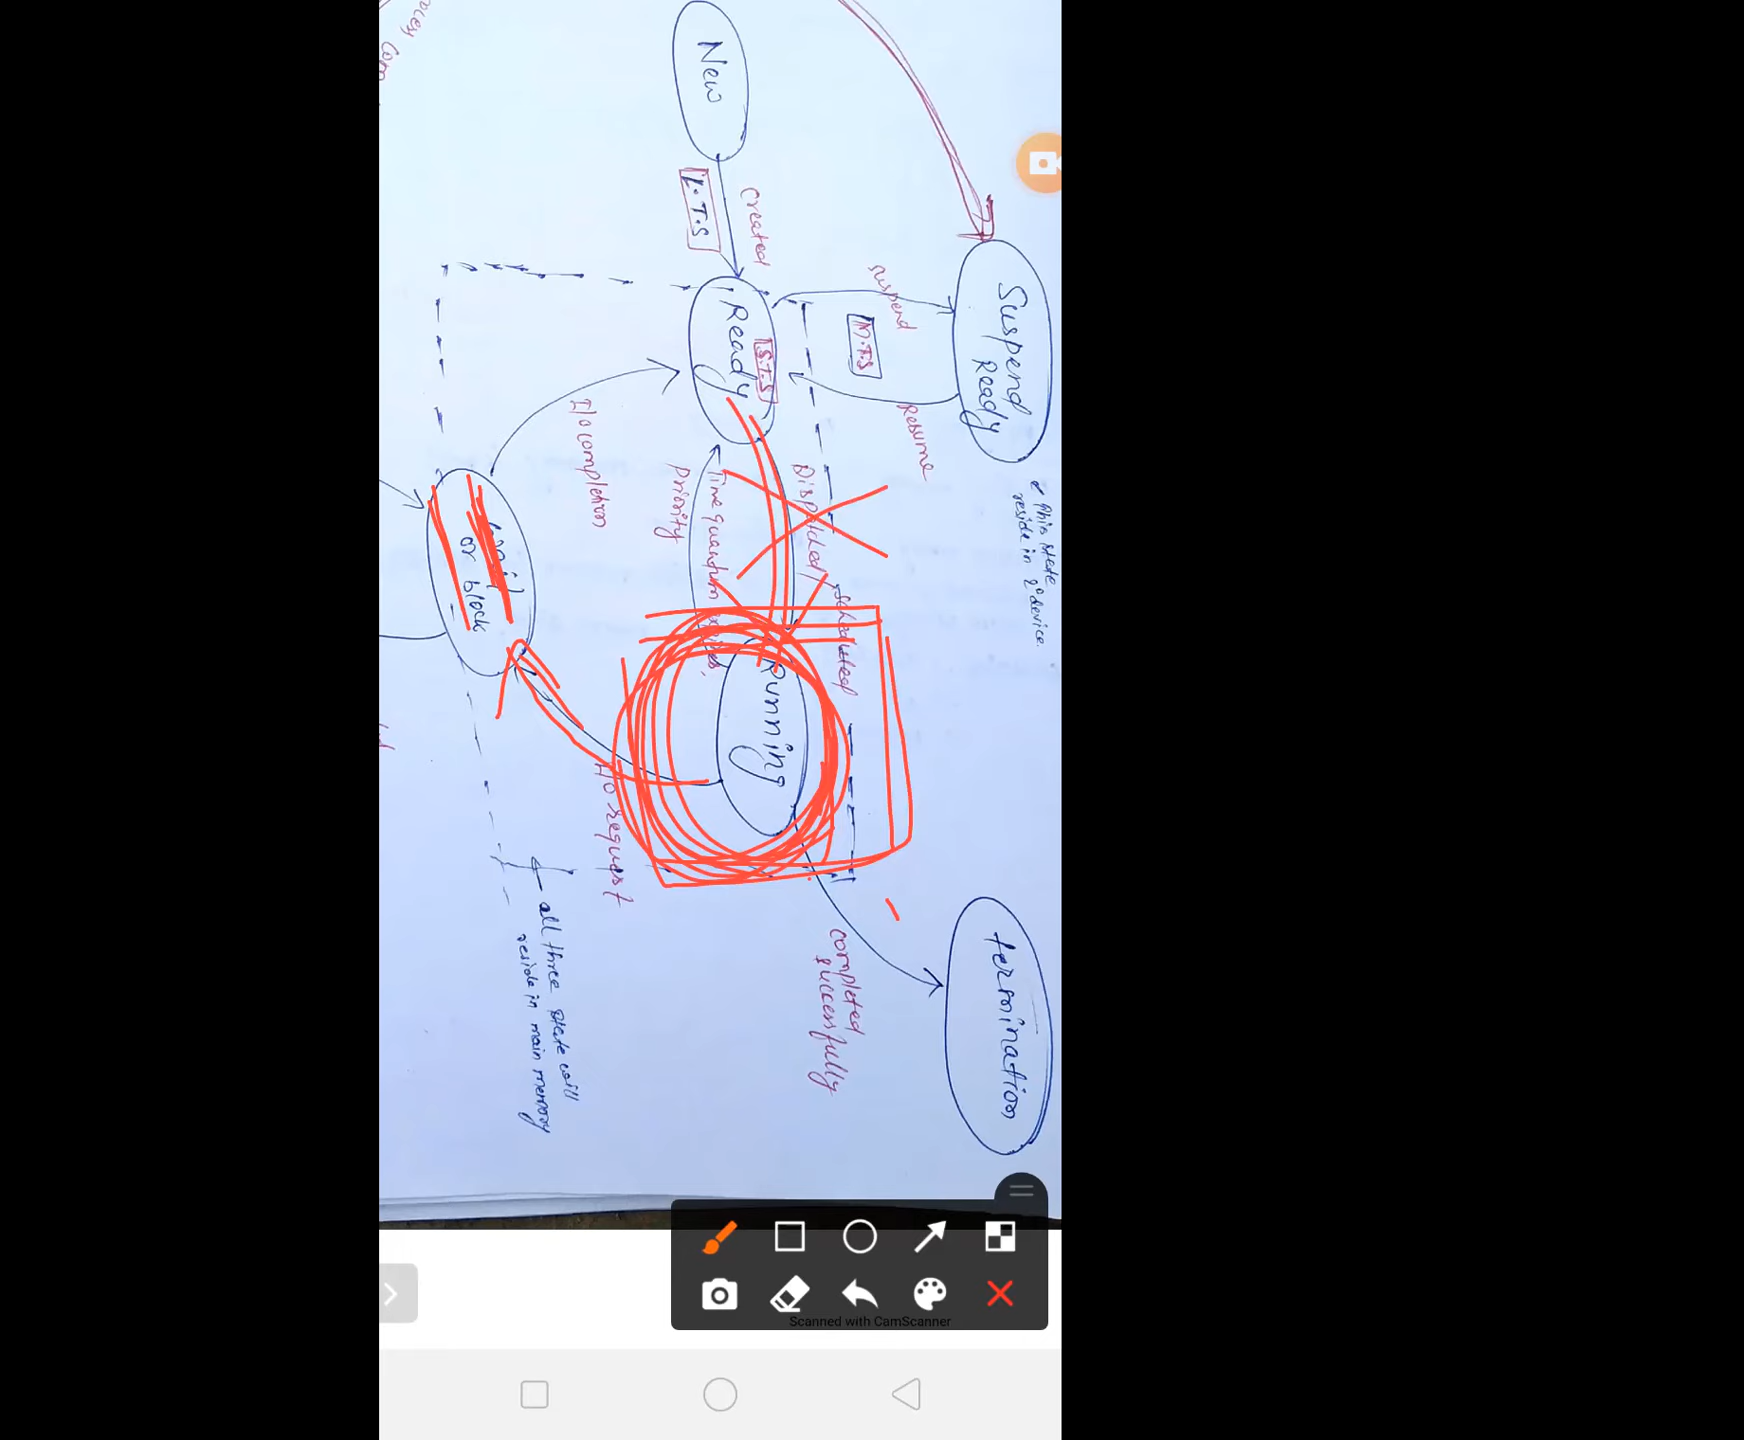 New
created
L.T.S
Ready
S.T.S
suspend
M.T.S
Resume
Suspend
Ready
this state
reside in 2° device.
Dispatched/scheduled
Time quantum
priority
I/o completion
or block
Running
I/o request
completed
successfully
termination
all three state will
reside in main memory
Scanned with CamScanner